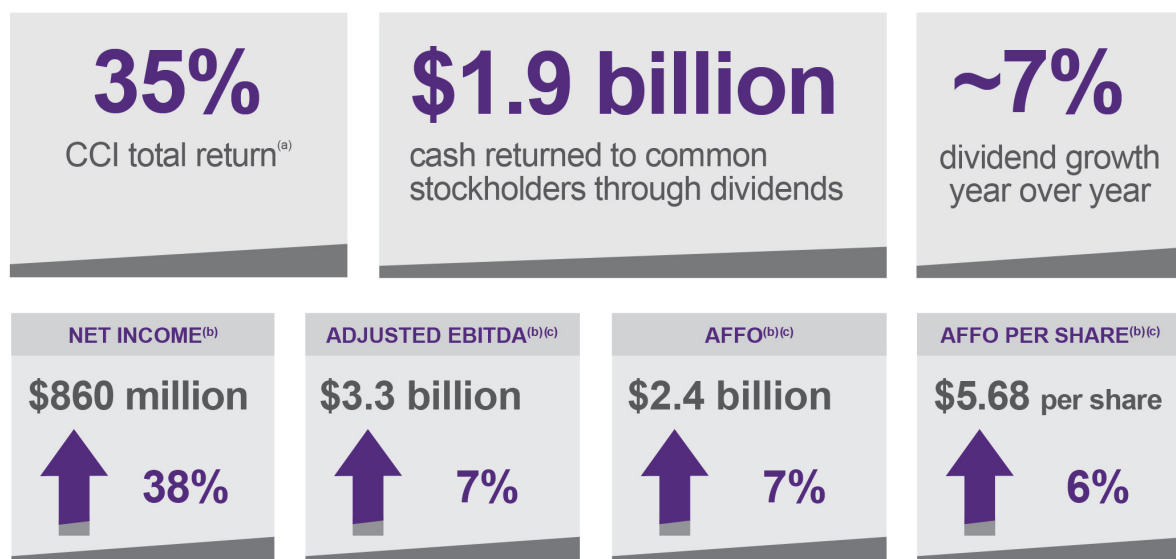 35%
CCI total return(a)
$1.9 billion
cash returned to common
stockholders through dividends
~7%
dividend growth
year over year
NET INCOME(b)
$860 million
38%
ADJUSTED EBITDA(b)(c)
$3.3 billion
7%
AFFO(b)(c)
$2.4 billion
7%
AFFO PER SHARE(b)(c)
$5.68 per share
6%